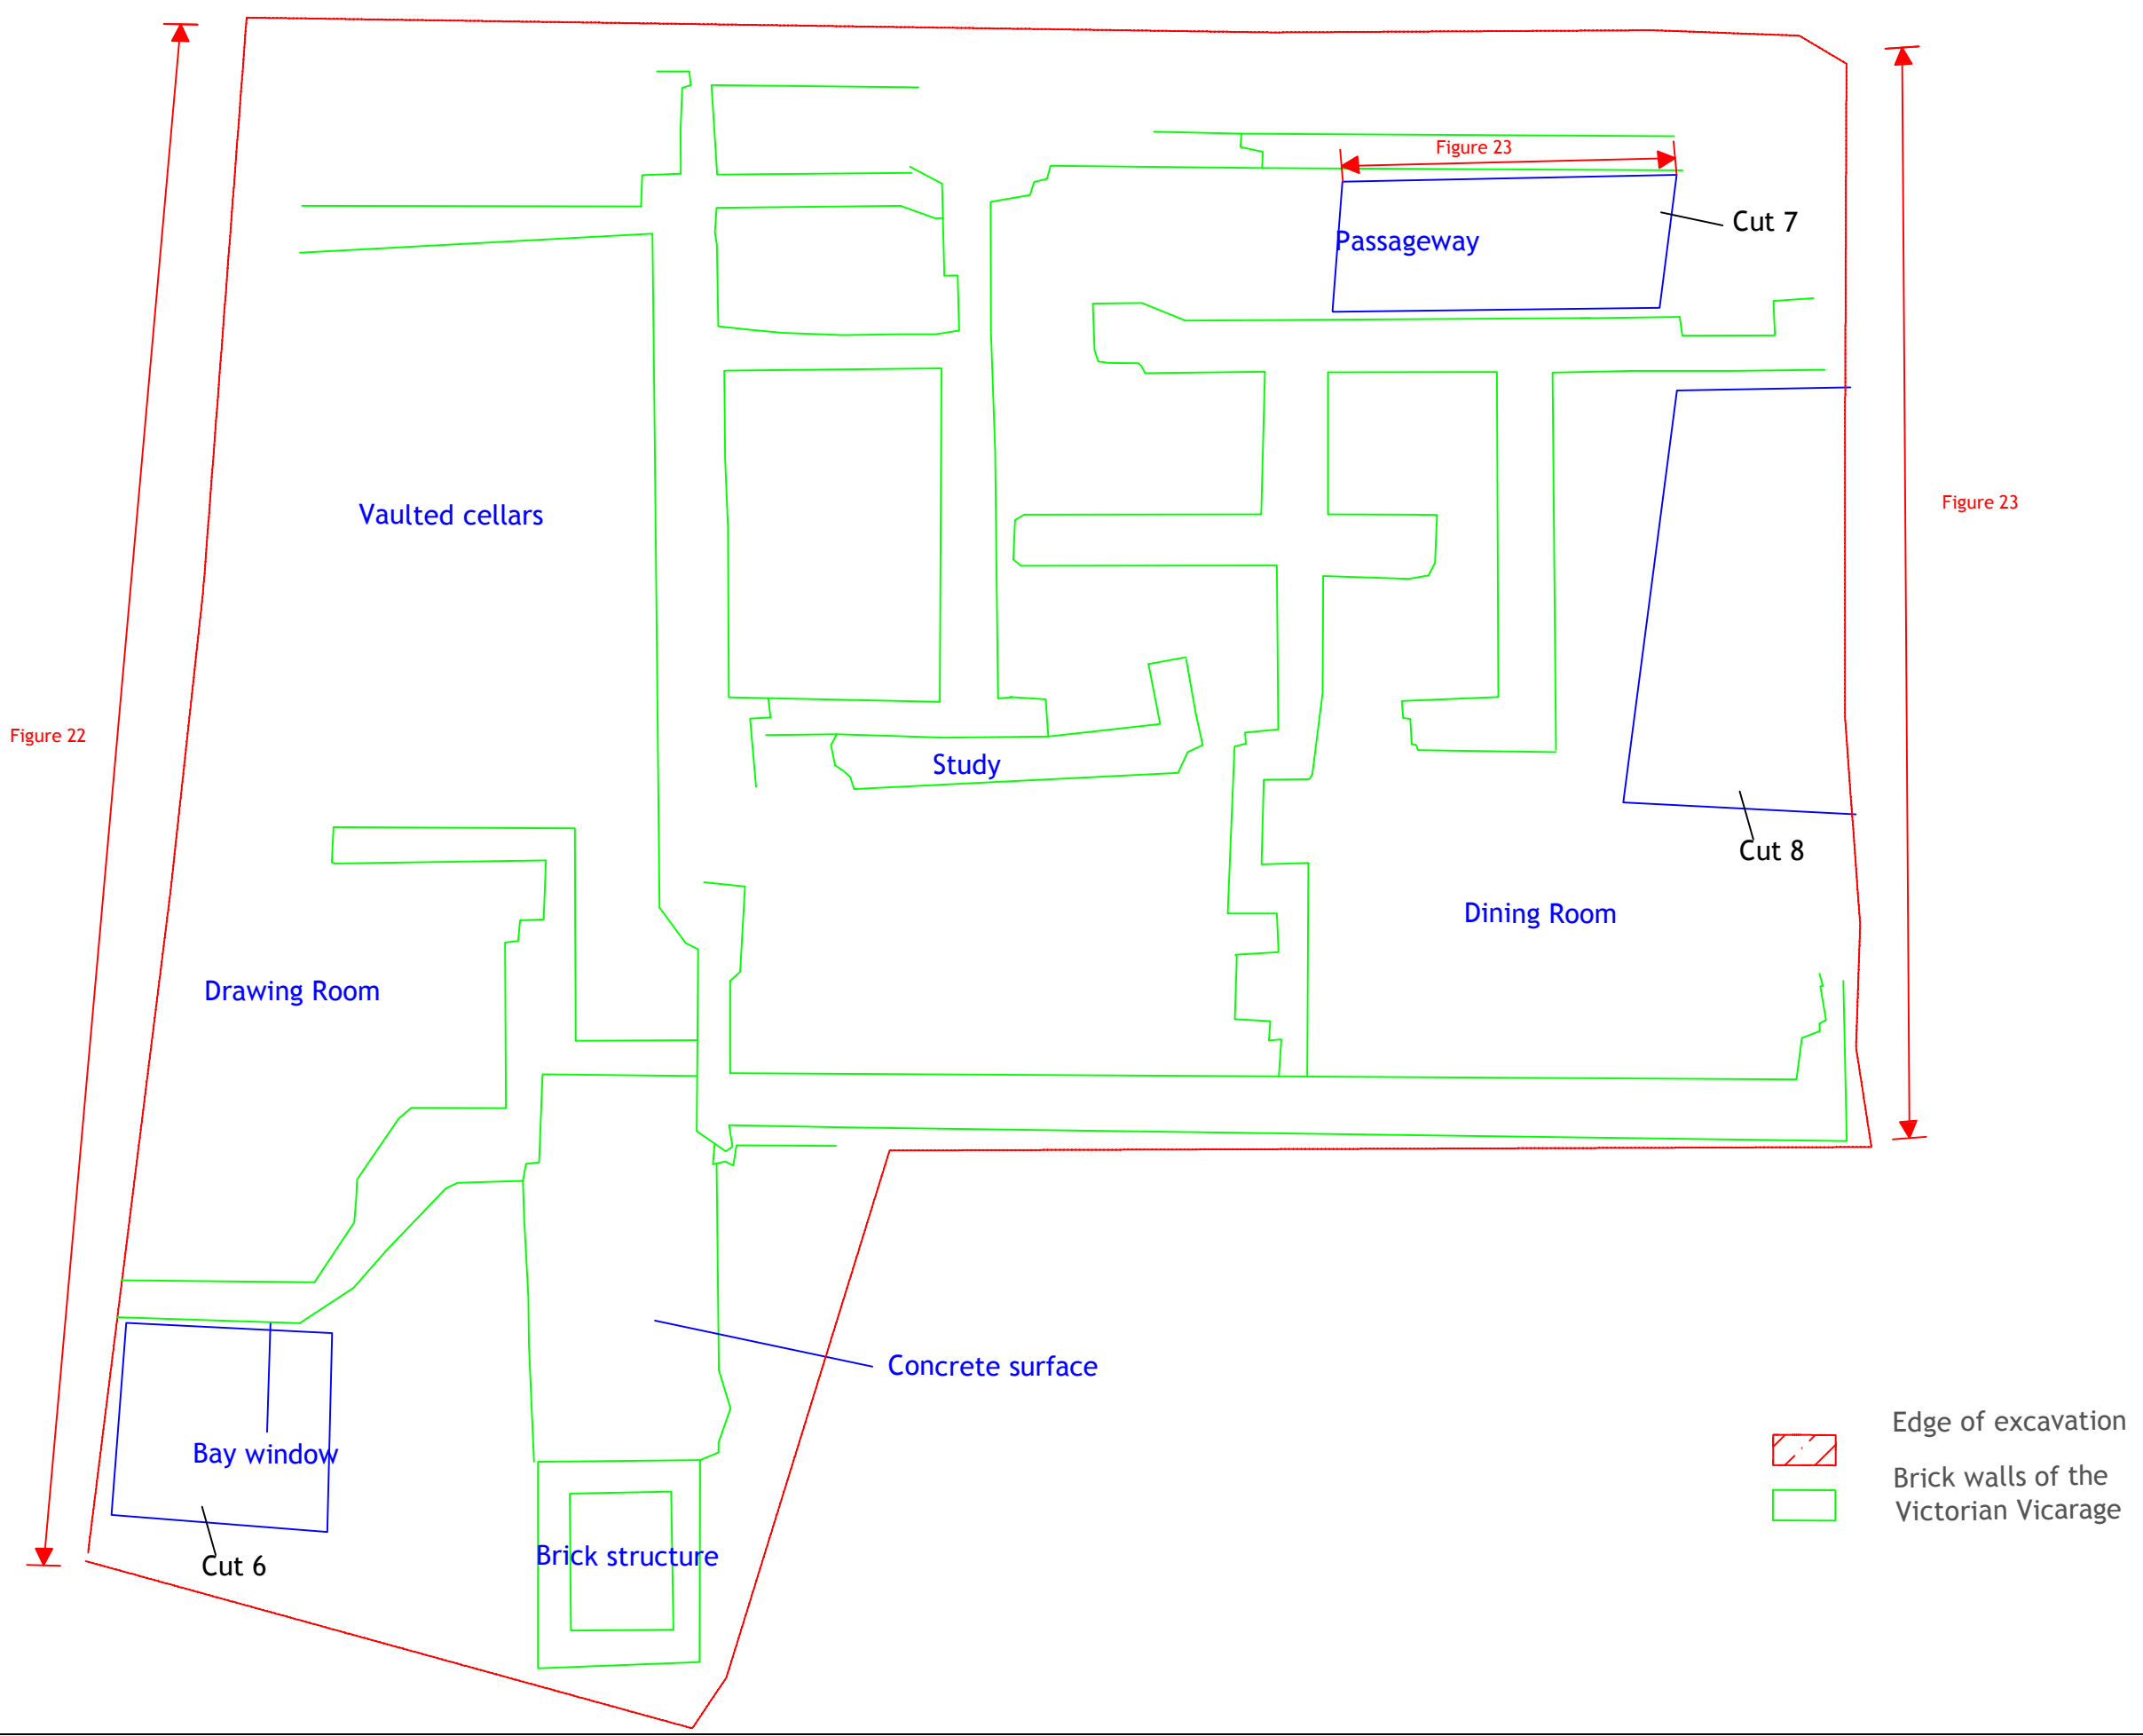 Figure 23
Cut 7
Passageway
Figure 23
Vaulted cellars
Figure 22
Study
Cut 8
Dining Room
Drawing Room
Concrete surface
Edge of excavation
Bay window
Brick walls of the
Victorian Vicarage
Brick structure
Cut 6